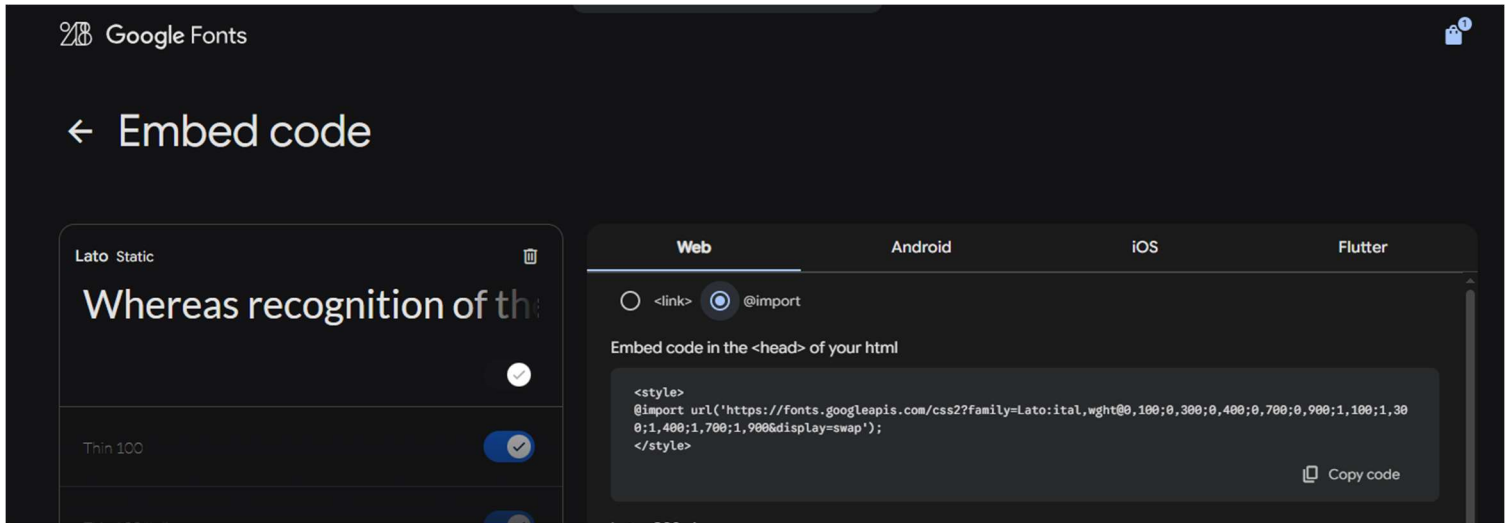 Google Fonts
1
Embed code
Lato Static
Whereas recognition of the
Thin 100
Web Android iOS Flutter
<link> @import
Embed code in the <head> of your html
<style>
@import url('https://fonts.googleapis.com/css2?family=Lato:ital,wght@0,100;0,300;0,400;0,700;0,900;1,100;1,30
0;1,400;1,700;1,900&display=swap');
</style>
Copy code